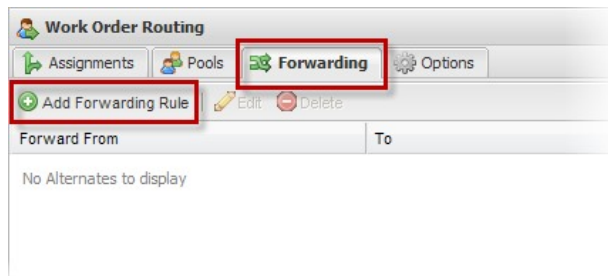 Work Order Routing
Assignments Pools Forwarding Options
Add Forwarding Rule Edit Delete
Forward From To
No Alternates to display